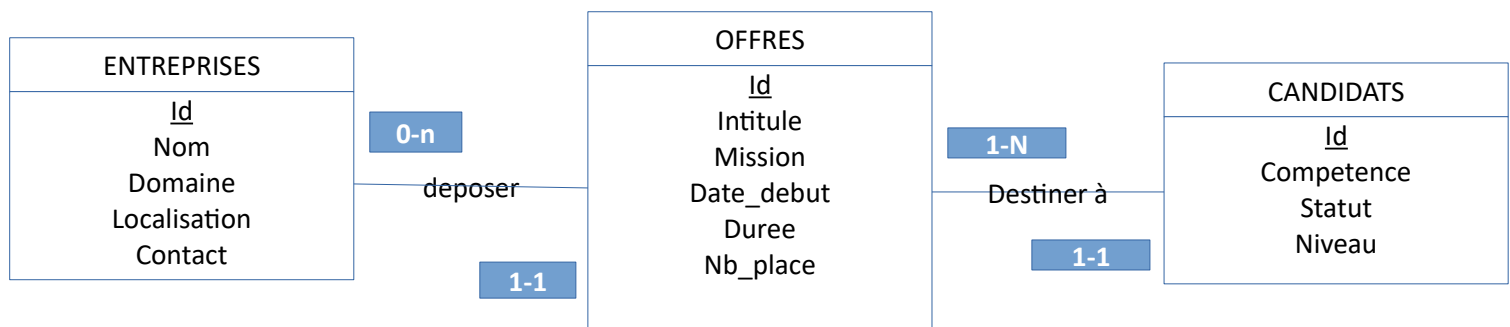 ENTREPRISES
Id
Nom
Domaine
Localisation
Contact
0-n
deposer
1-1
OFFRES
Id
Intitule
Mission
Date_debut
Duree
Nb_place
1-N
Destiner à
1-1
CANDIDATS
Id
Competence
Statut
Niveau